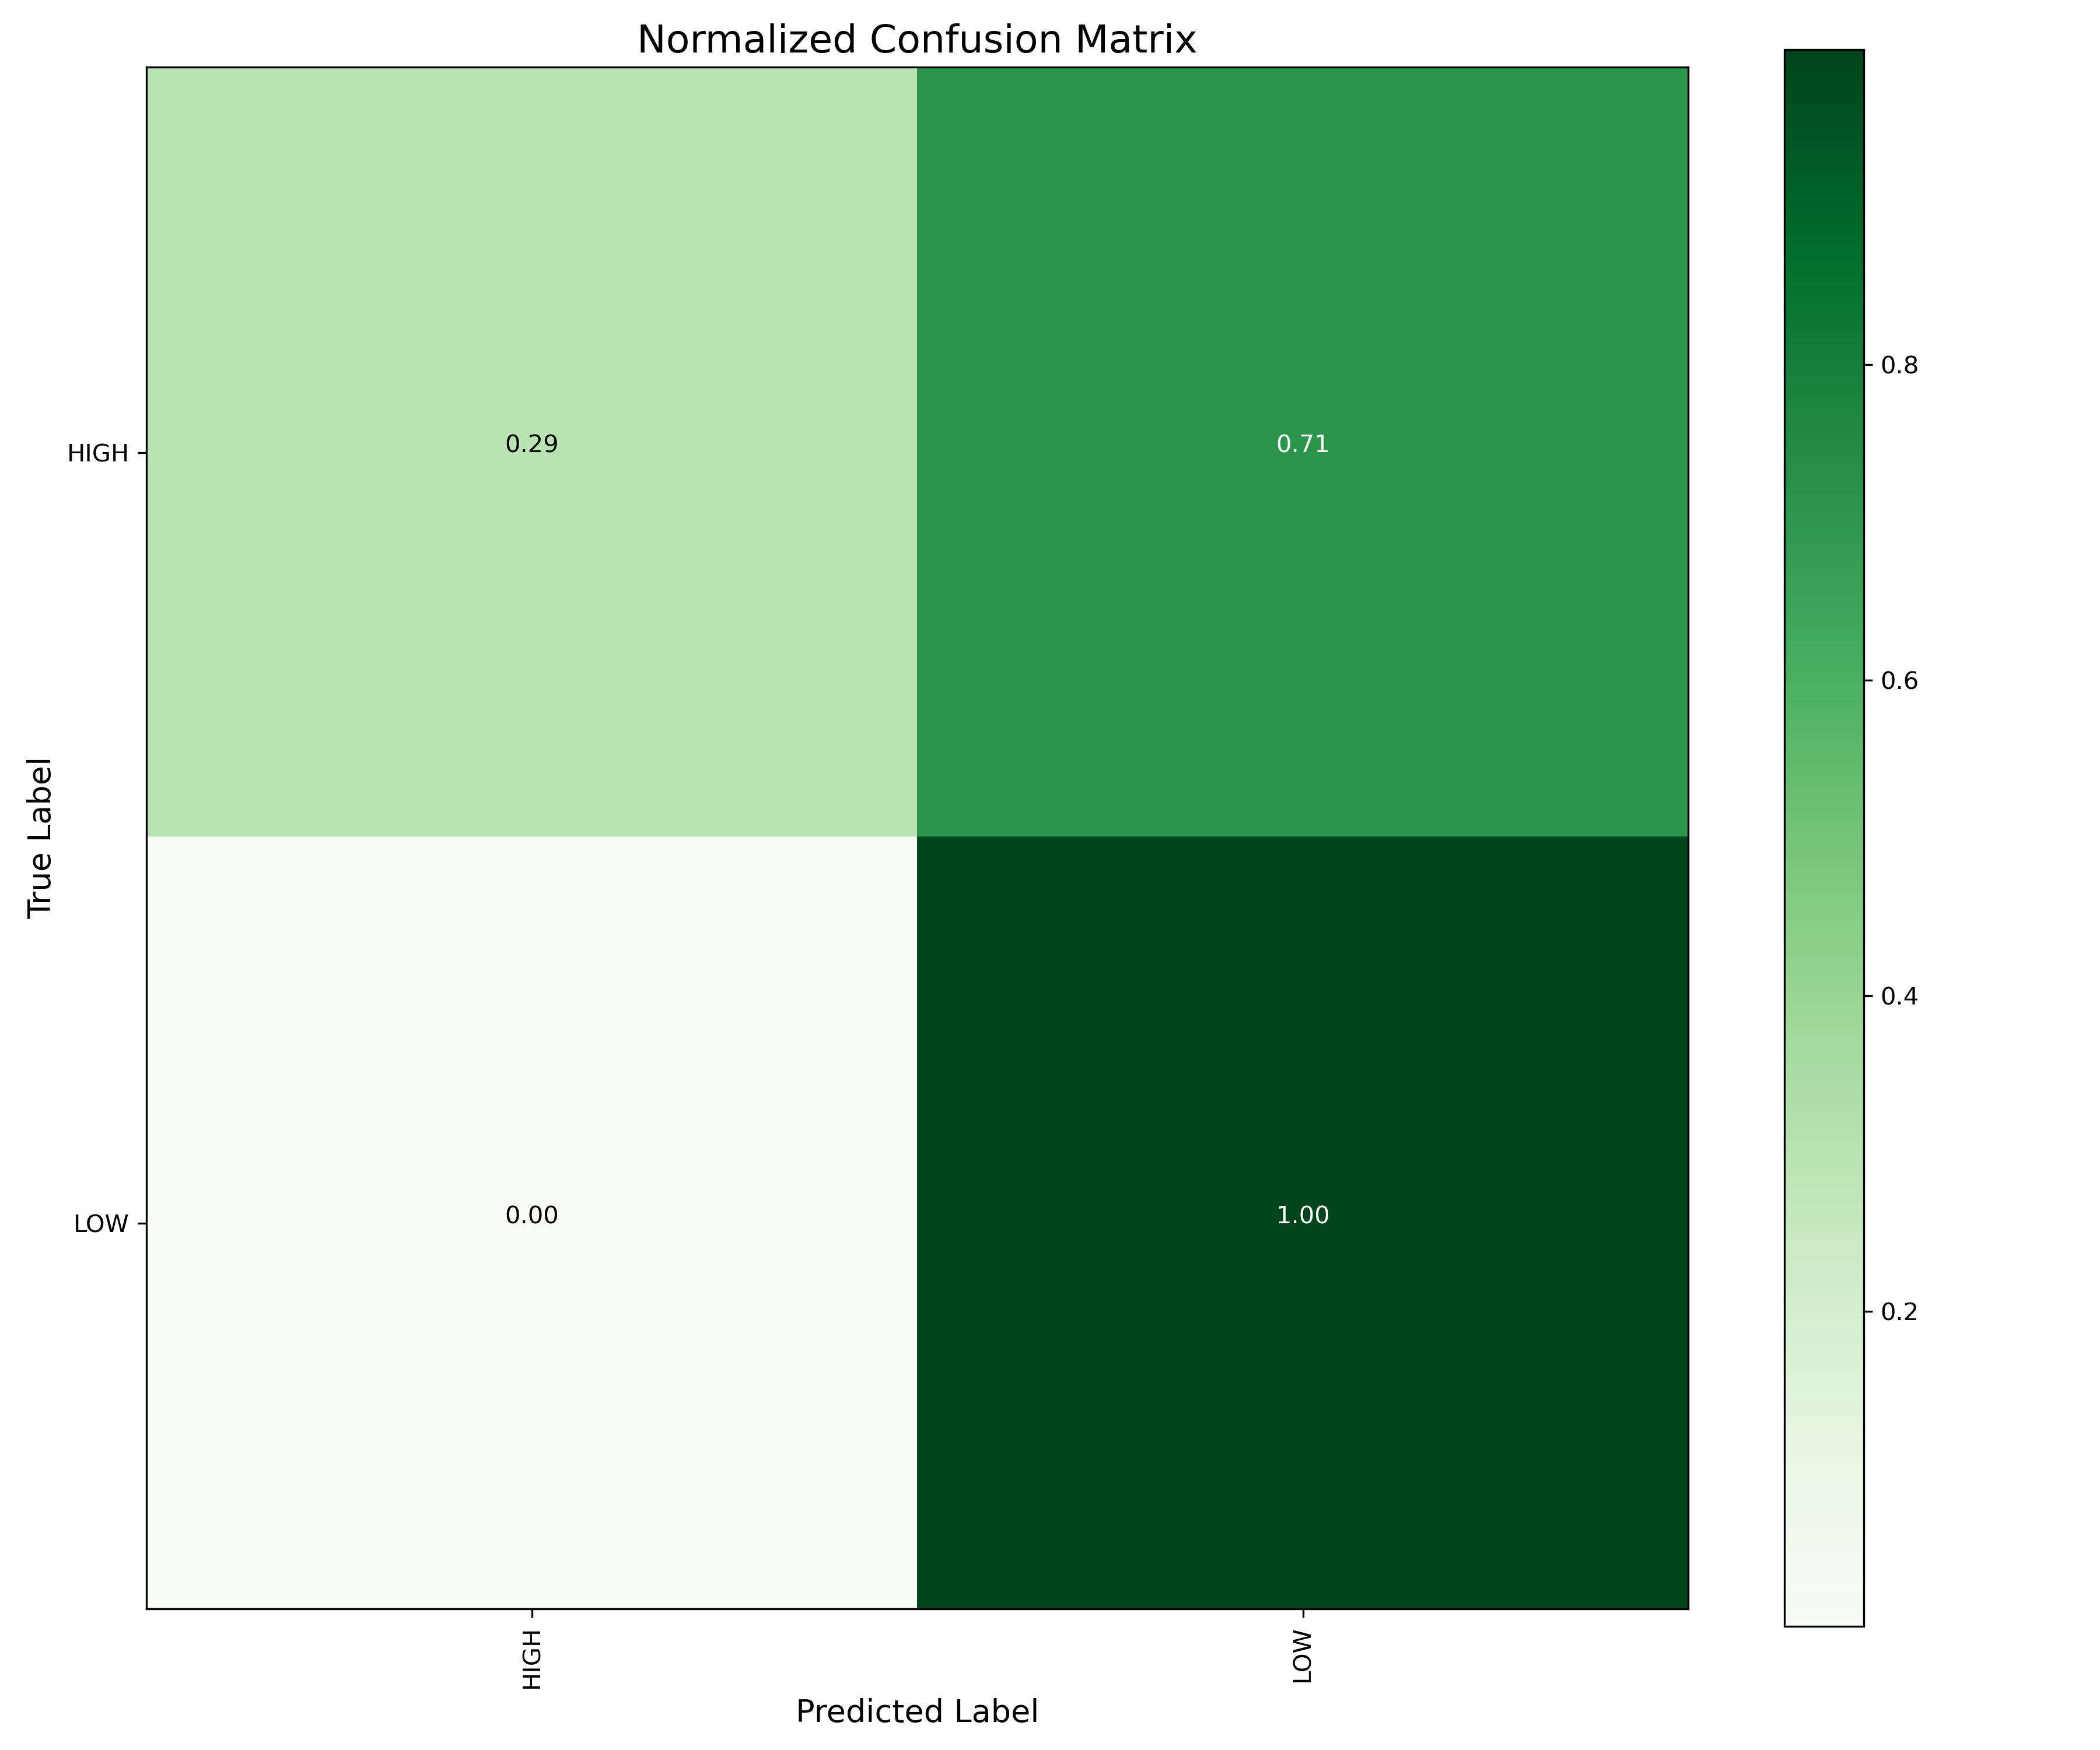 Normalized Confusion Matrix
True Label
HIGH
LOW
0.29
0.71
0.00
1.00
HIGH
LOW
Predicted Label
0.8
0.6
0.4
0.2